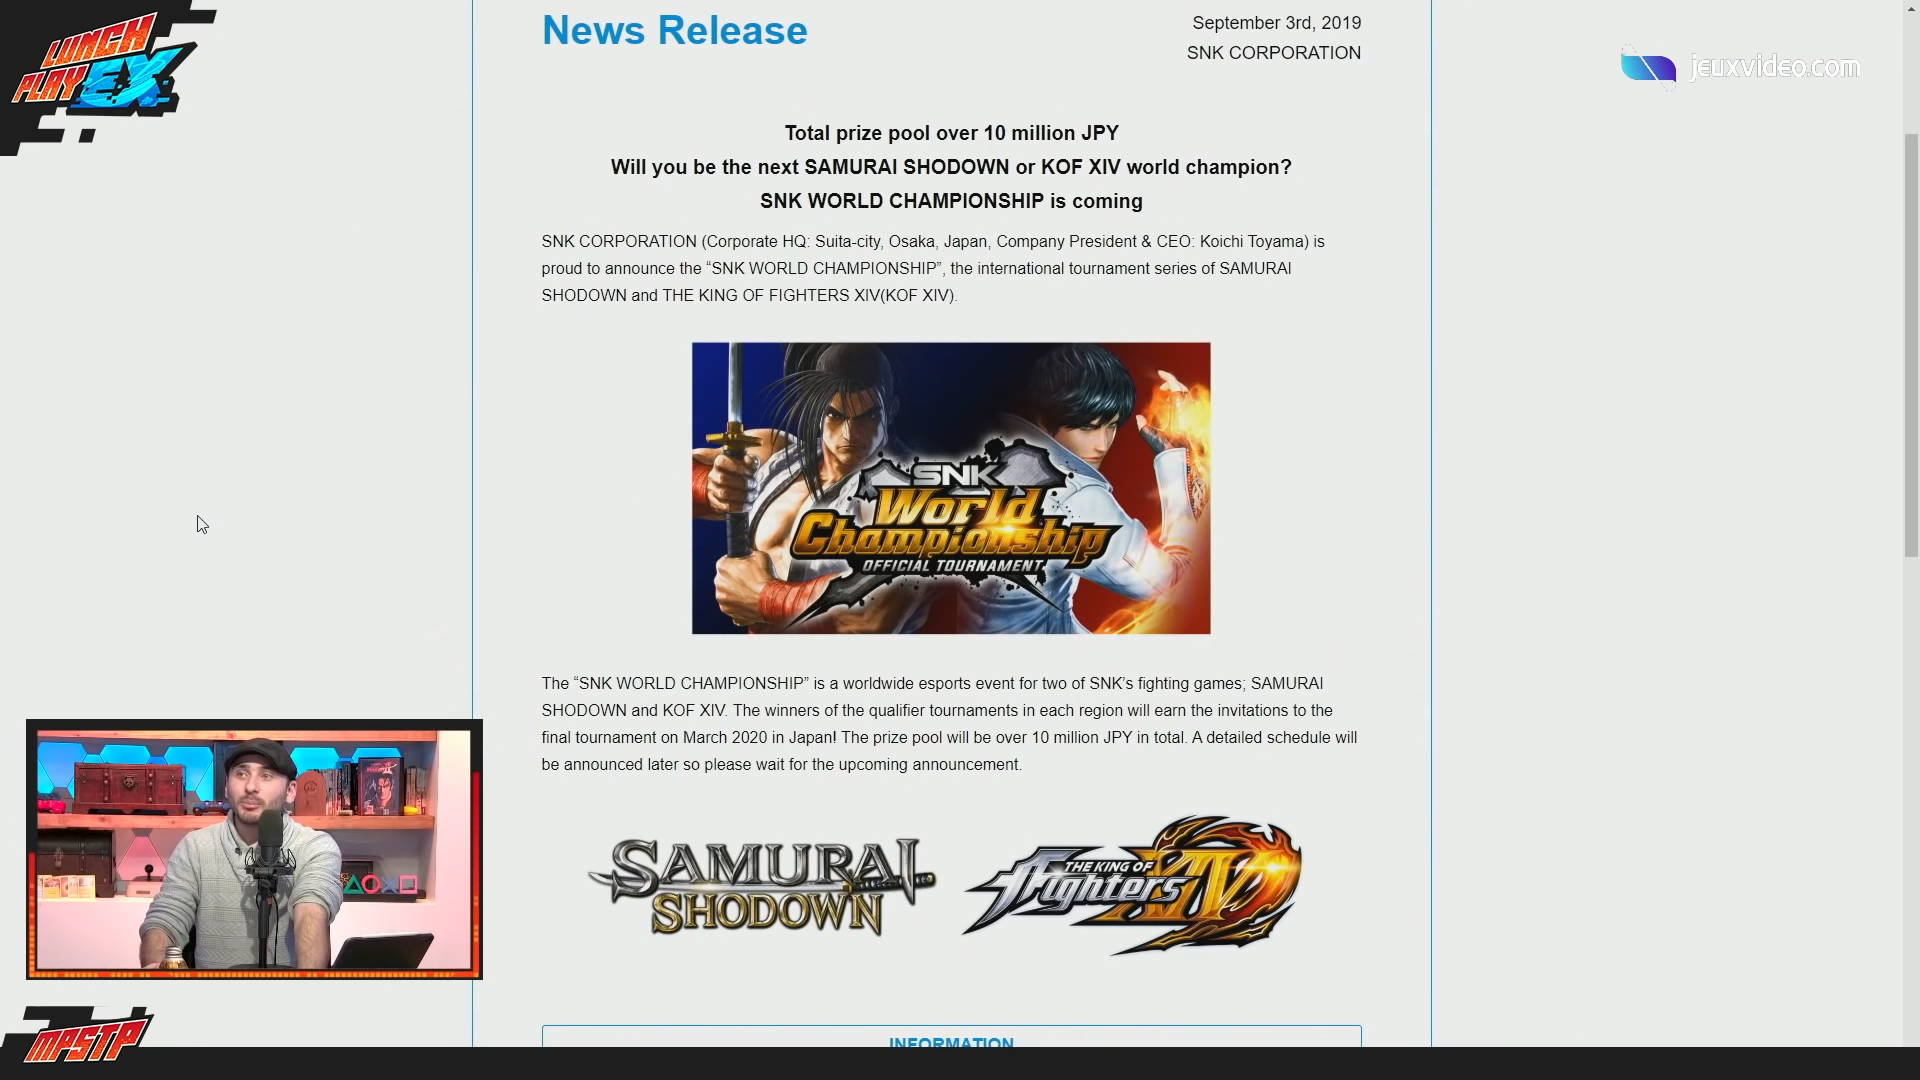 LUNCH
PLAY EX
News Release
September 3rd, 2019
SNK CORPORATION
jeuxvideo.com
Total prize pool over 10 million JPY
Will you be the next SAMURAI SHODOWN or KOF XIV world champion?
SNK WORLD CHAMPIONSHIP is coming
SNK CORPORATION (Corporate HQ: Suita-city, Osaka, Japan, Company President & CEO: Koichi Toyama) is
proud to announce the “SNK WORLD CHAMPIONSHIP”, the international tournament series of SAMURAI
SHODOWN and THE KING OF FIGHTERS XIV(KOF XIV).
SNK
World
Championship
OFFICIAL TOURNAMENT
The “SNK WORLD CHAMPIONSHIP” is a worldwide esports event for two of SNK’s fighting games; SAMURAI
SHODOWN and KOF XIV. The winners of the qualifier tournaments in each region will earn the invitations to the
final tournament on March 2020 in Japan! The prize pool will be over 10 million JPY in total. A detailed schedule will
be announced later so please wait for the upcoming announcement.
SAMURAI
SHODOWN
THE KING OF
Fighters XIV
MPSTP
INFORMATION